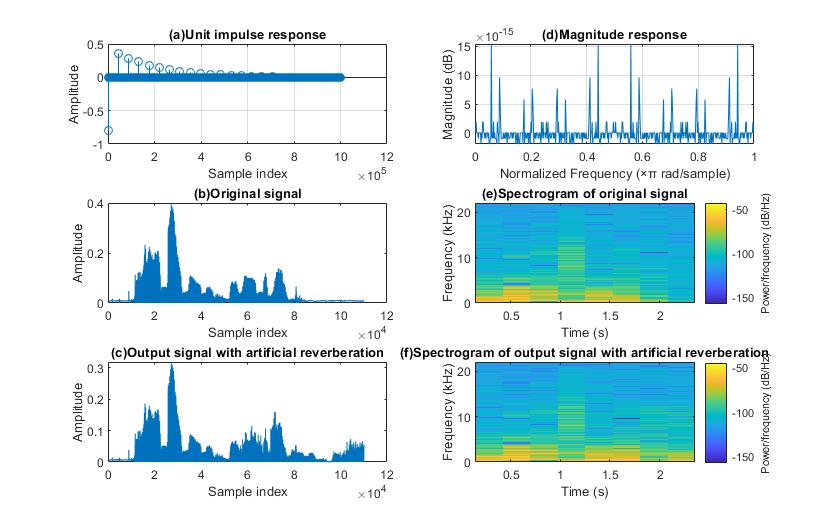 (a)Unit impulse response
0.5
0
-0.5
-1
Amplitude
0 2 4 6 8 10 12
Sample index
×10^5
(d)Magnitude response
×10^-15
15
10
5
0
Magnitude (dB)
0 0.2 0.4 0.6 0.8 1
Normalized Frequency (×π rad/sample)
(b)Original signal
0.4
0.2
0
Amplitude
0 2 4 6 8 10 12
Sample index
×10^4
(e)Spectrogram of original signal
20
10
0
Frequency (kHz)
0.5 1 1.5 2
Time (s)
-50
-100
-150
Power/frequency (dB/Hz)
(c)Output signal with artificial reverberation
0.3
0.2
0.1
0
Amplitude
0 2 4 6 8 10 12
Sample index
×10^4
(f)Spectrogram of output signal with artificial reverberation
20
10
0
Frequency (kHz)
0.5 1 1.5 2
Time (s)
-50
-100
-150
Power/frequency (dB/Hz)